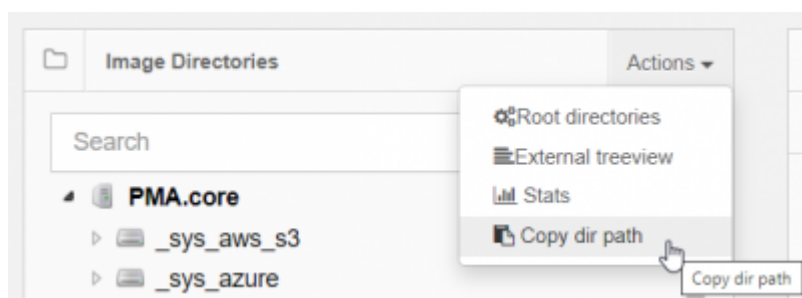 Image Directories
Actions
Search
Root directories
External treeview
Stats
Copy dir path
Copy dir path
PMA.core
_sys_aws_s3
_sys_azure